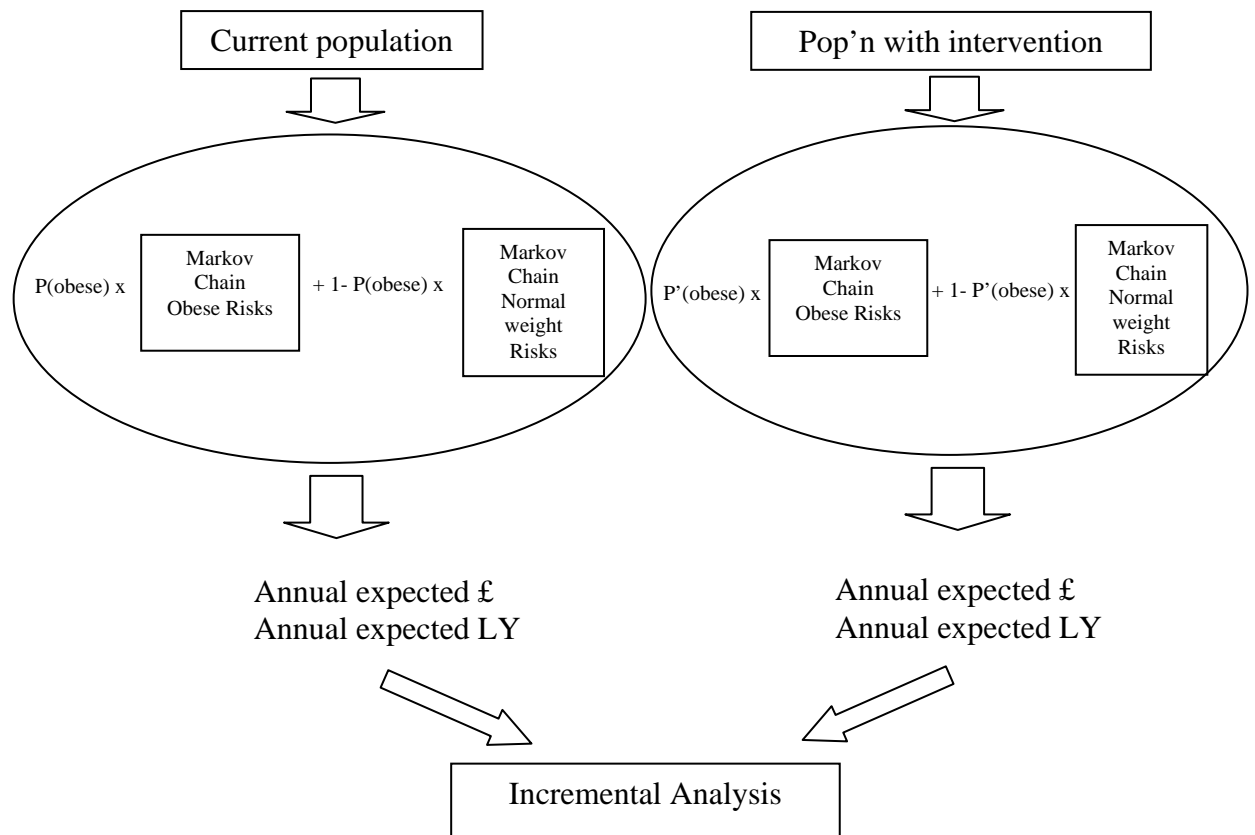 Current population
Pop’n with intervention
P(obese) x
Markov
Chain
Obese Risks
+ 1- P(obese) x
Markov
Chain
Normal
weight
Risks
P’(obese) x
Markov
Chain
Obese Risks
+ 1- P’(obese) x
Markov
Chain
Normal
weight
Risks
Annual expected £
Annual expected LY
Annual expected £
Annual expected LY
Incremental Analysis